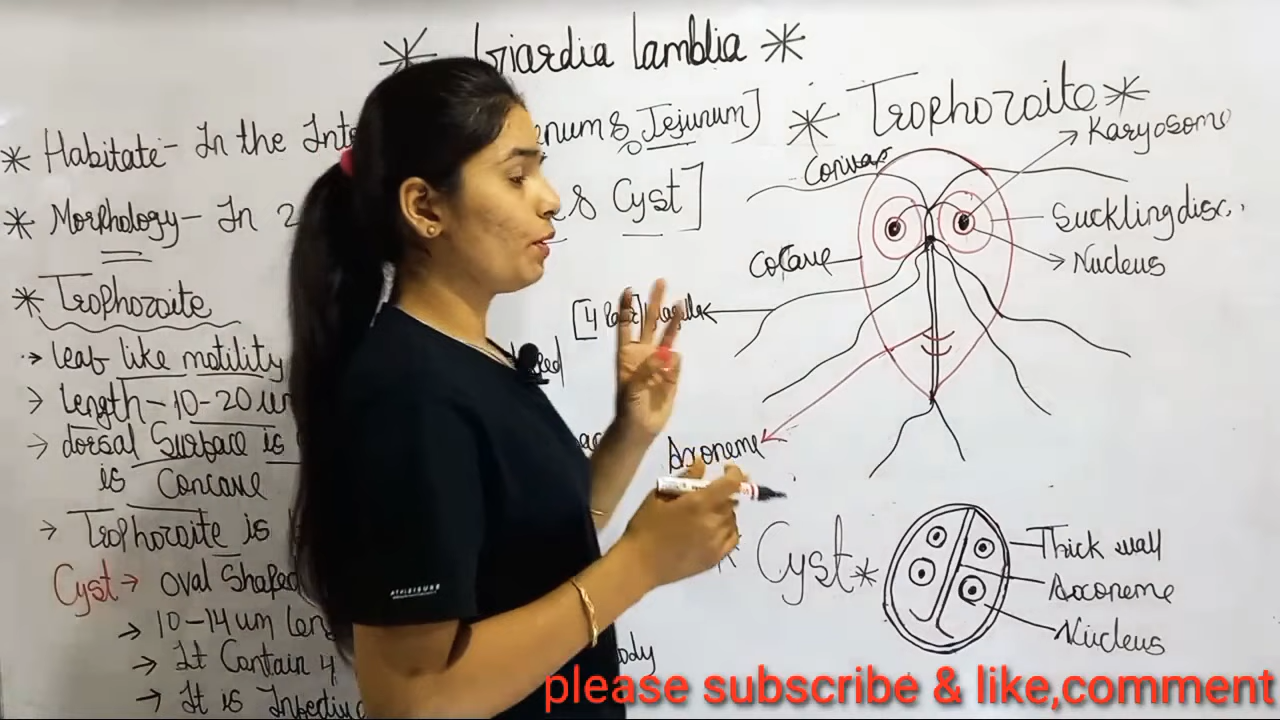 * Giardia lamblia *
* Habitate- In the Inte
enum & Jejunum]
* Morphology- In 2
& Cyst]
* Trophozoite
→ leaf like motility
→ length-10-20 um
→ dorsal Surface is
is Concave
→ Trophozoite is
Cyst → oval Shaped
→ 10-14 um Len
→ It Contain 4
→ It is Infectiv
body
* Trophozoite *
Karyosome
Convax
Suckling disc
Nucleus
Cocave
[4 Pair] flagella
Axoneme
* Cyst *
Thick wall
Axoneme
Nucleus
please subscribe & like,comment